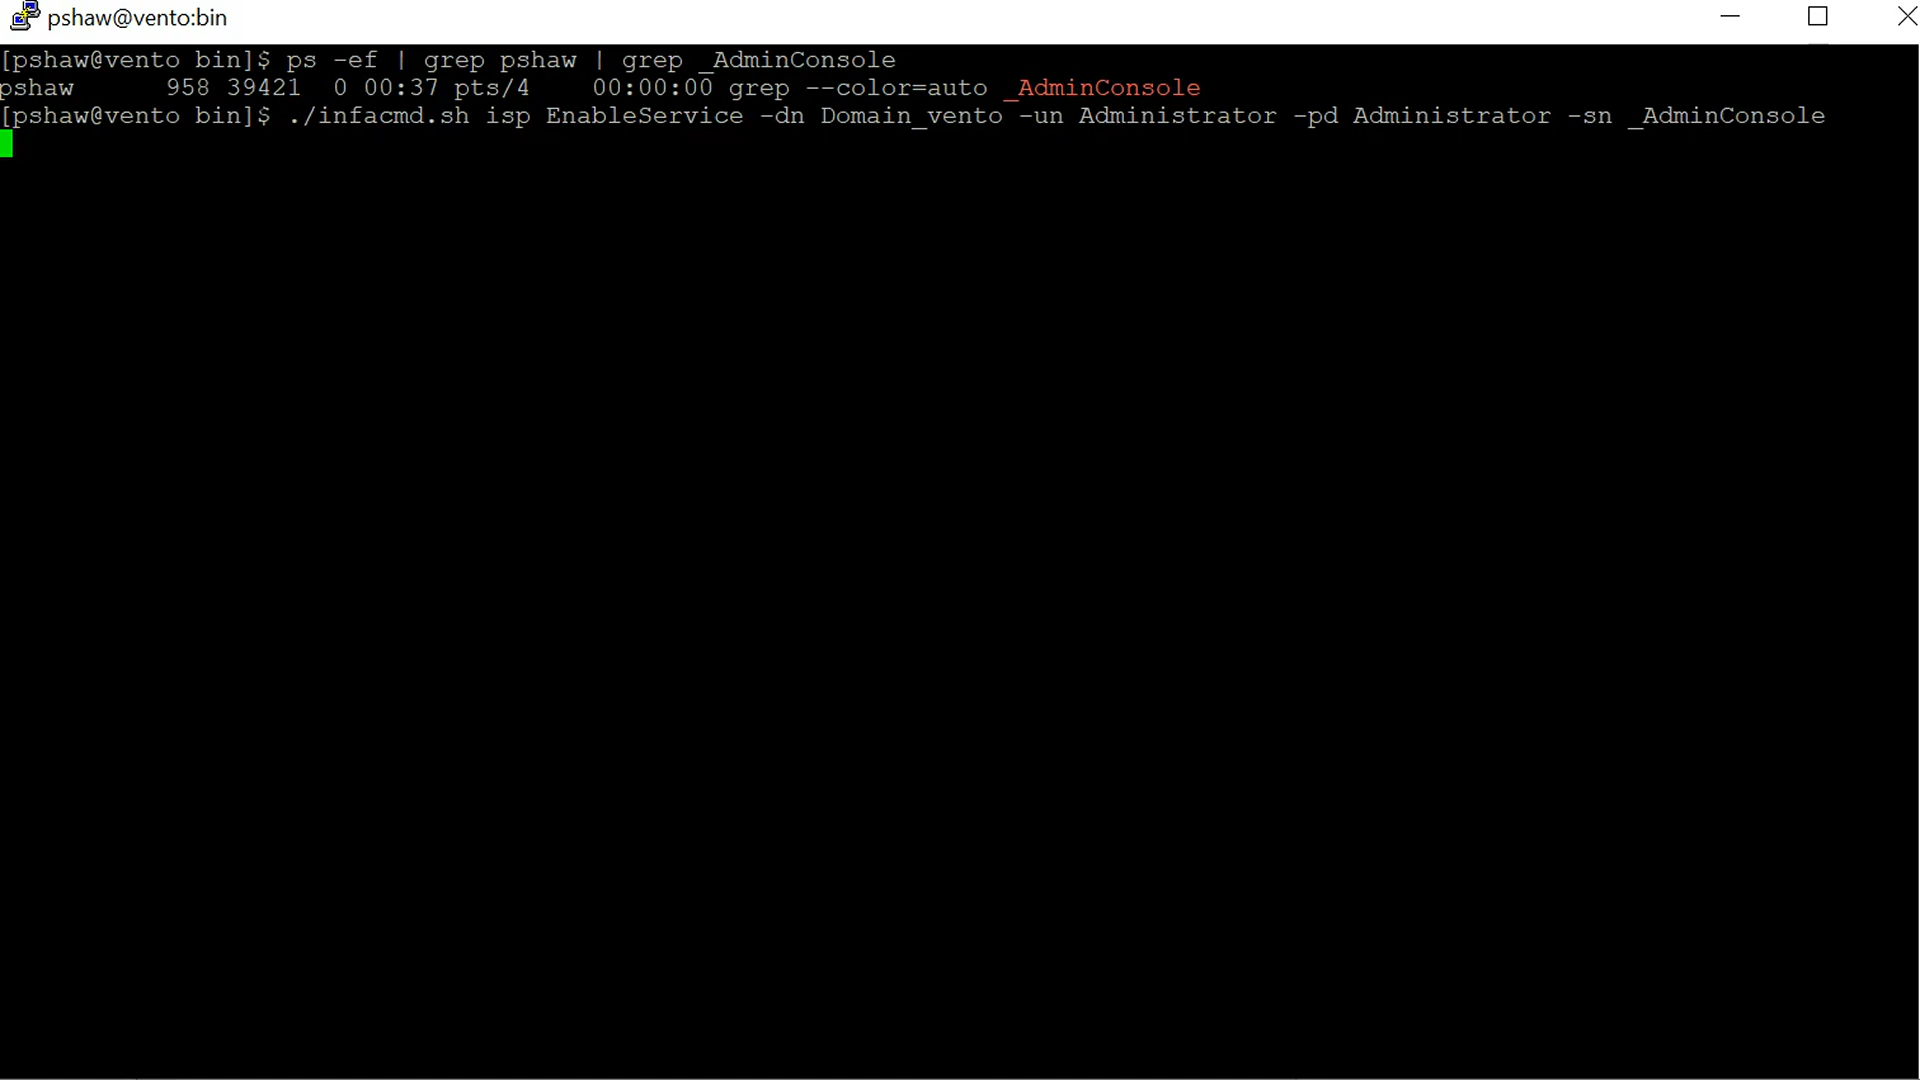 pshaw@vento:bin
[pshaw@vento bin]$ ps -ef | grep pshaw | grep _AdminConsole
pshaw      958 39421  0 00:37 pts/4    00:00:00 grep --color=auto _AdminConsole
[pshaw@vento bin]$ ./infacmd.sh isp EnableService -dn Domain_vento -un Administrator -pd Administrator -sn _AdminConsole